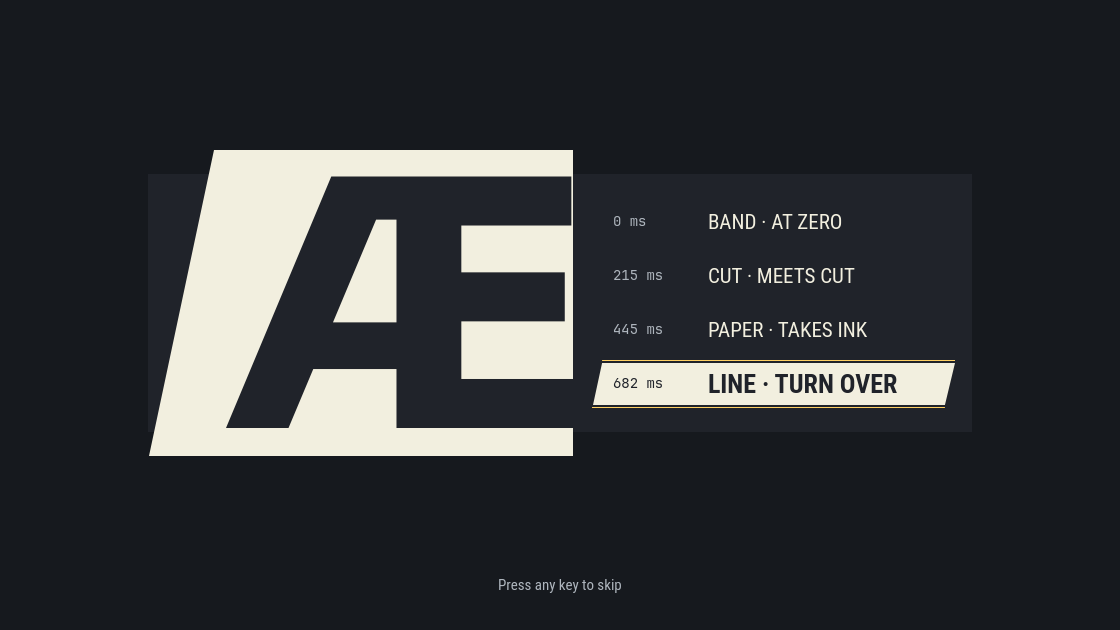 Æ
0 ms BAND · AT ZERO
215 ms CUT · MEETS CUT
445 ms PAPER · TAKES INK
682 ms LINE · TURN OVER
Press any key to skip